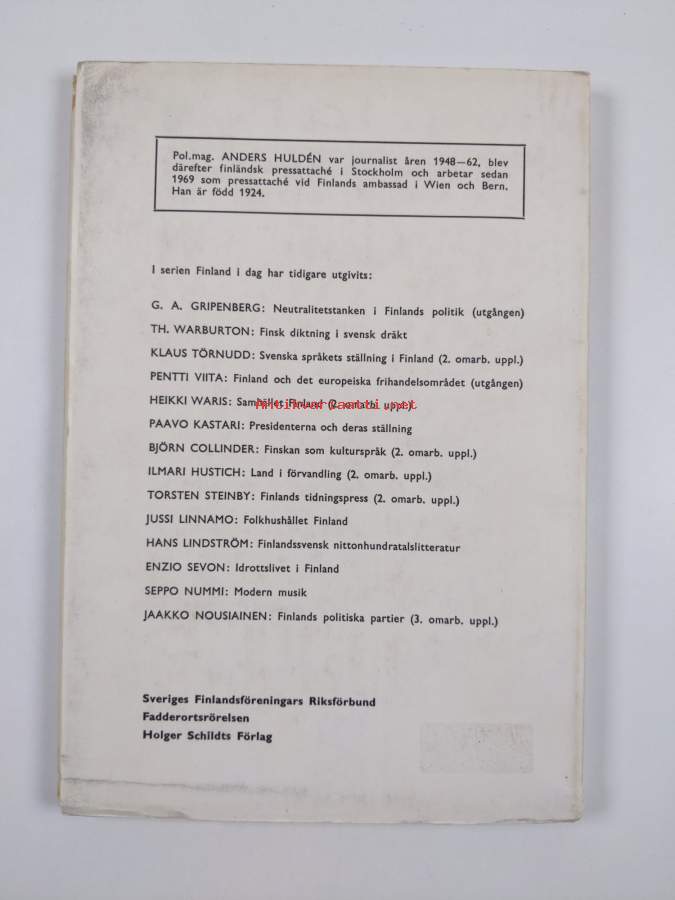 Pol.mag. ANDERS HULDÉN var journalist åren 1948—62, blev
därefter finländsk pressattaché i Stockholm och arbetar sedan
1969 som pressattaché vid Finlands ambassad i Wien och Bern.
Han är född 1924.
I serien Finland i dag har tidigare utgivits:
G. A. GRIPENBERG: Neutralitetstanken i Finlands politik (utgången)
TH. WARBURTON: Finsk diktning i svensk dräkt
KLAUS TÖRNUDD: Svenska språkets ställning i Finland (2. omarb. uppl.)
PENTTI VIITA: Finland och det europeiska frihandelsområdet (utgången)
HEIKKI WARIS: Samhället Finland (2. omarb. uppl.)
Antikvariaatti.net
PAAVO KASTARI: Presidenterna och deras ställning
BJÖRN COLLINDER: Finskan som kulturspråk (2. omarb. uppl.)
ILMARI HUSTICH: Land i förvandling (2. omarb. uppl.)
TORSTEN STEINBY: Finlands tidningspress (2. omarb. uppl.)
JUSSI LINNAMO: Folkhushållet Finland
HANS LINDSTRÖM: Finlandssvensk nittonhundratalslitteratur
ENZIO SEVON: Idrottslivet i Finland
SEPPO NUMMI: Modern musik
JAAKKO NOUSIAINEN: Finlands politiska partier (3. omarb. uppl.)
Sveriges Finlandsföreningars Riksförbund
Fadderortsrörelsen
Holger Schildts Förlag